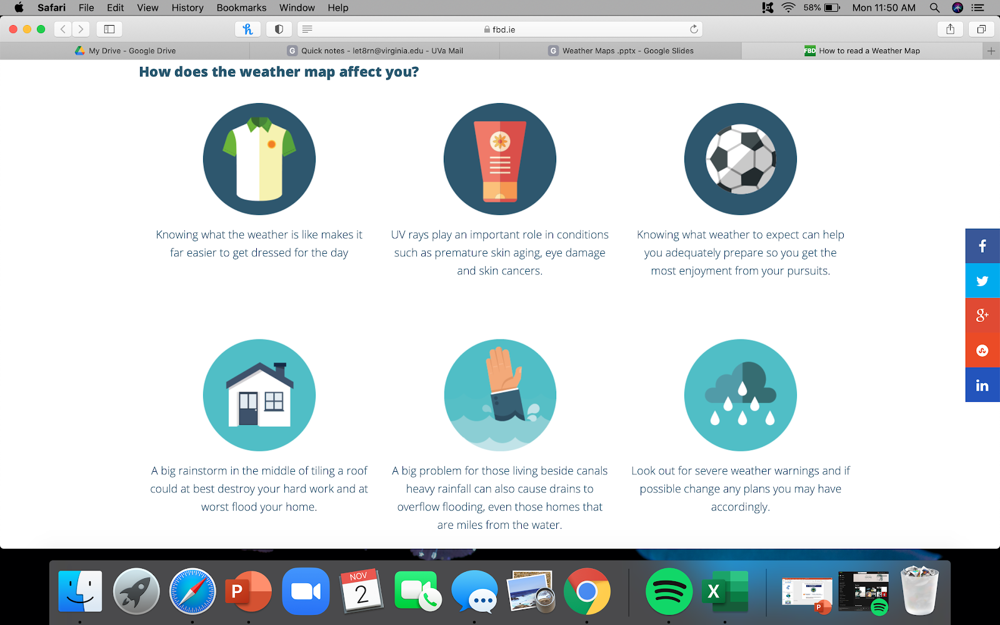 Safari File Edit View History Bookmarks Window Help 58% Mon 11:50 AM
fbd.ie
My Drive - Google Drive
G Quick notes - let8rn@virginia.edu - UVa Mail
G Weather Maps .pptx - Google Slides
FBD How to read a Weather Map
How does the weather map affect you?
Knowing what the weather is like makes it
far easier to get dressed for the day
UV rays play an important role in conditions
such as premature skin aging, eye damage
and skin cancers.
Knowing what weather to expect can help
you adequately prepare so you get the
most enjoyment from your pursuits.
A big rainstorm in the middle of tiling a roof
could at best destroy your hard work and at
worst flood your home.
A big problem for those living beside canals
heavy rainfall can also cause drains to
overflow flooding, even those homes that
are miles from the water.
Look out for severe weather warnings and if
possible change any plans you may have
accordingly.
f
g+
in
P
NOV
2
X
P